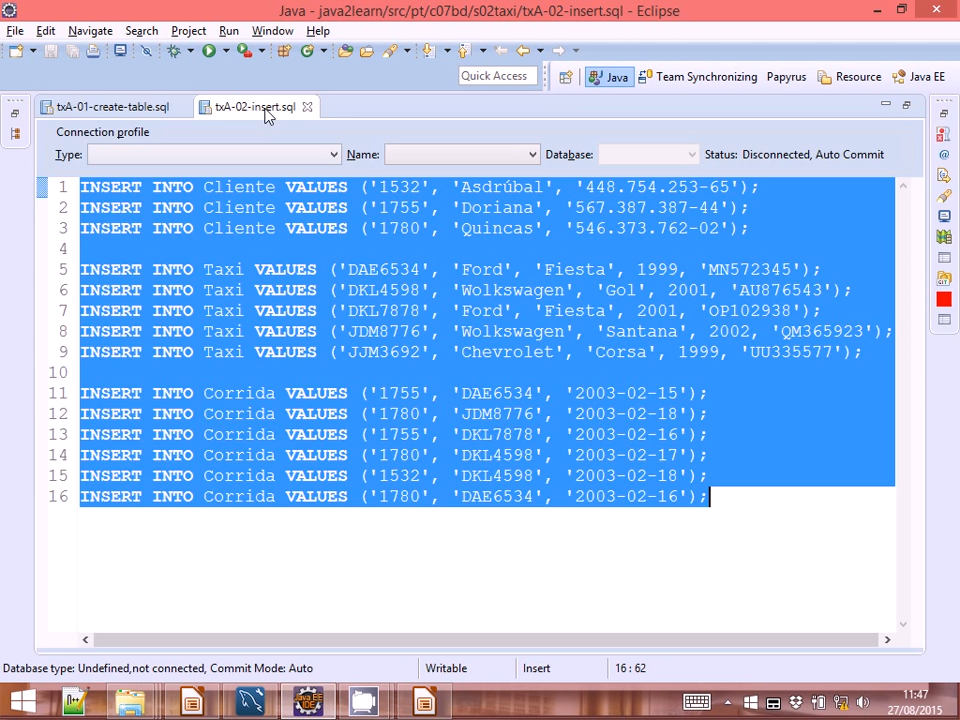 Java - java2learn/src/pt/c07bd/s02taxi/txA-02-insert.sql - Eclipse
File Edit Navigate Search Project Run Window Help
Quick Access Java Team Synchronizing Papyrus Resource Java EE
txA-01-create-table.sql txA-02-insert.sql
Connection profile
Type: Name: Database: Status: Disconnected, Auto Commit
1 INSERT INTO Cliente VALUES ('1532', 'Asdrúbal', '448.754.253-65');
2 INSERT INTO Cliente VALUES ('1755', 'Doriana', '567.387.387-44');
3 INSERT INTO Cliente VALUES ('1780', 'Quincas', '546.373.762-02');
4
5 INSERT INTO Taxi VALUES ('DAE6534', 'Ford', 'Fiesta', 1999, 'MN572345');
6 INSERT INTO Taxi VALUES ('DKL4598', 'Wolkswagen', 'Gol', 2001, 'AU876543');
7 INSERT INTO Taxi VALUES ('DKL7878', 'Ford', 'Fiesta', 2001, 'OP102938');
8 INSERT INTO Taxi VALUES ('JDM8776', 'Wolkswagen', 'Santana', 2002, 'QM365923');
9 INSERT INTO Taxi VALUES ('JJM3692', 'Chevrolet', 'Corsa', 1999, 'UU335577');
10
11 INSERT INTO Corrida VALUES ('1755', 'DAE6534', '2003-02-15');
12 INSERT INTO Corrida VALUES ('1780', 'JDM8776', '2003-02-18');
13 INSERT INTO Corrida VALUES ('1755', 'DKL7878', '2003-02-16');
14 INSERT INTO Corrida VALUES ('1780', 'DKL4598', '2003-02-17');
15 INSERT INTO Corrida VALUES ('1532', 'DKL4598', '2003-02-18');
16 INSERT INTO Corrida VALUES ('1780', 'DAE6534', '2003-02-16');
Database type: Undefined,not connected, Commit Mode: Auto Writable Insert 16 : 62
Java EE
IDE
11:47
27/08/2015